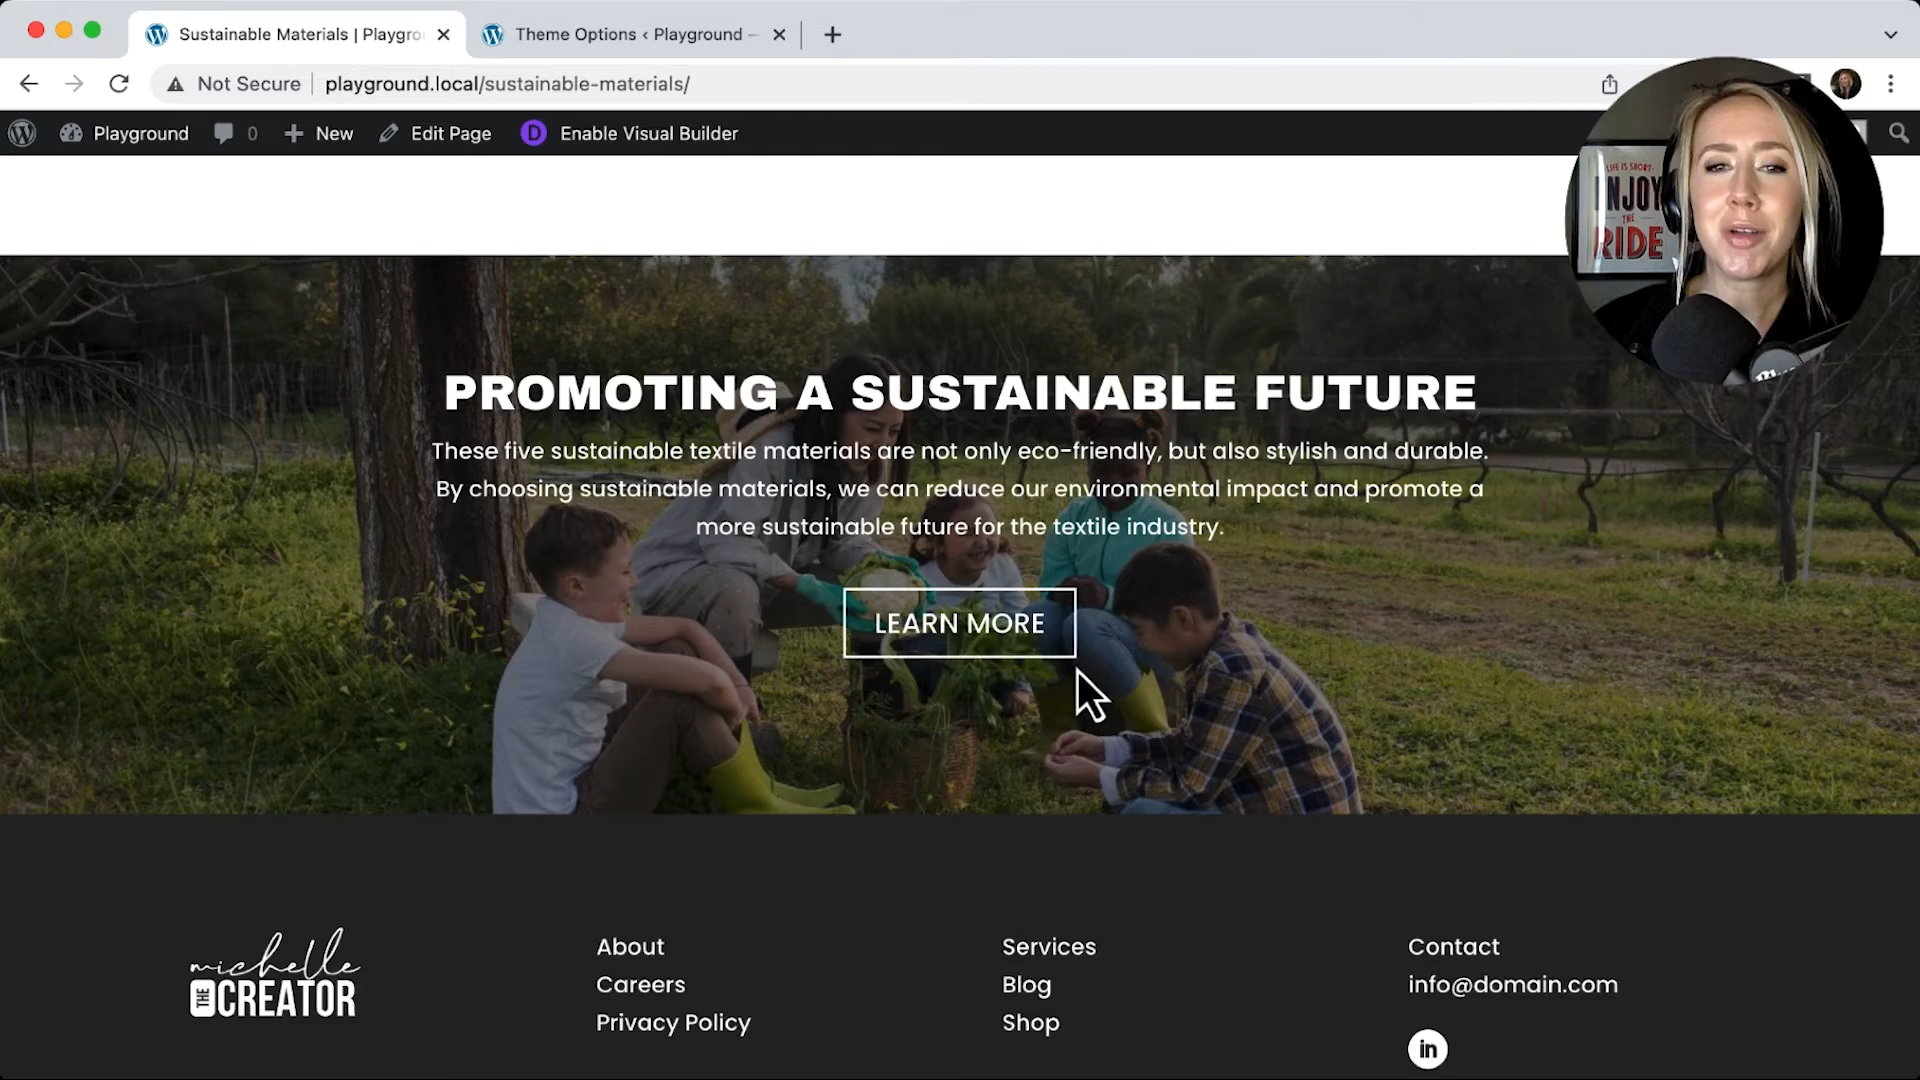 Sustainable Materials | Playgro
Theme Options ‹ Playground –
Not Secure
playground.local/sustainable-materials/
Playground
0
New
Edit Page
D
Enable Visual Builder
LIFE IS SHORT
ENJOY
THE
RIDE
PROMOTING A SUSTAINABLE FUTURE
These five sustainable textile materials are not only eco-friendly, but also stylish and durable.
By choosing sustainable materials, we can reduce our environmental impact and promote a
more sustainable future for the textile industry.
LEARN MORE
michelle
THE CREATOR
About
Careers
Privacy Policy
Services
Blog
Shop
Contact
info@domain.com
in